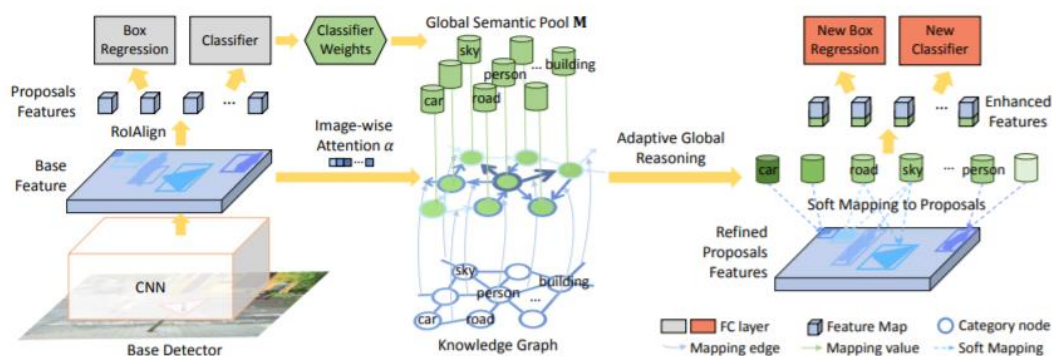 Box
Regression
Classifier
Classifier
Weights
Proposals
Features
...
RoIAlign
Base
Feature
CNN
Base Detector
Global Semantic Pool M
sky
person
... building
car
road
Image-wise
Attention α
...
sky
building
person
...
car
road
Knowledge Graph
Adaptive Global
Reasoning
New Box
Regression
New
Classifier
...
Enhanced
Features
car
road
sky
...
person
Soft Mapping to Proposals
Refined
Proposals
Features
FC layer
Feature Map
Category node
Mapping edge
Mapping value
Soft Mapping